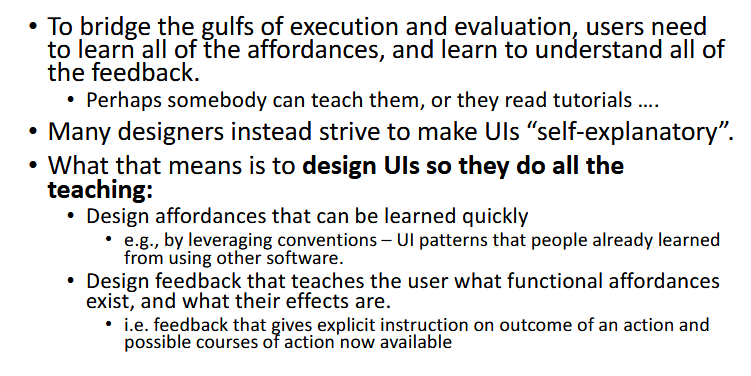 • To bridge the gulfs of execution and evaluation, users need
to learn all of the affordances, and learn to understand all of
the feedback.
• Perhaps somebody can teach them, or they read tutorials ….
• Many designers instead strive to make UIs “self-explanatory”.
• What that means is to design UIs so they do all the
teaching:
• Design affordances that can be learned quickly
• e.g., by leveraging conventions – UI patterns that people already learned
from using other software.
• Design feedback that teaches the user what functional affordances
exist, and what their effects are.
• i.e. feedback that gives explicit instruction on outcome of an action and
possible courses of action now available